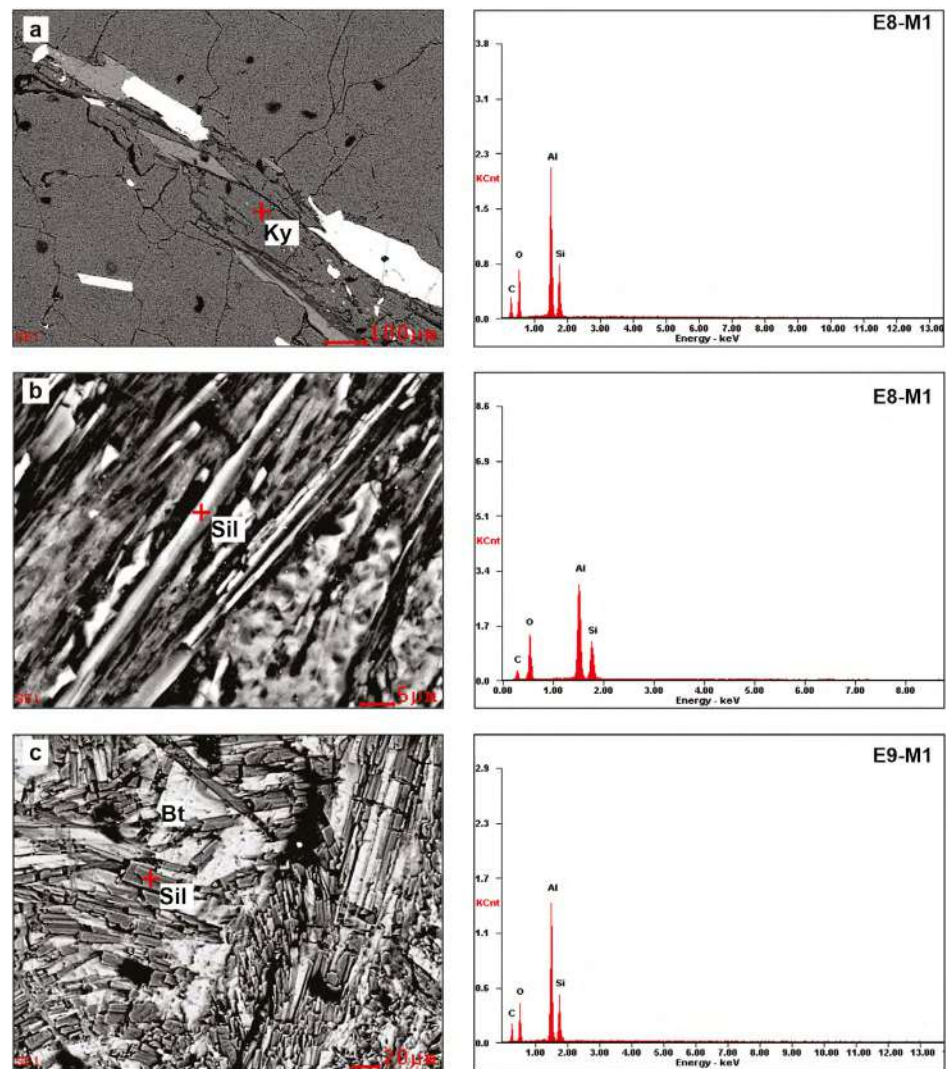 a
Ky
SE1
100µm
E8-M1
3.8
3.1
2.3
KCnt
1.5
0.8
0.0
Al
O
Si
C
1.00 2.00 3.00 4.00 5.00 6.00 7.00 8.00 9.00 10.00 11.00 12.00 13.00
Energy - keV
b
Sil
SE1
5µm
E8-M1
8.6
6.9
5.1
KCnt
3.4
1.7
0.0
Al
O
Si
C
0.00 1.00 2.00 3.00 4.00 5.00 6.00 7.00 8.00
Energy - keV
c
Bt
Sil
SE1
20µm
E9-M1
2.9
2.3
1.7
KCnt
1.1
0.6
0.0
Al
O
Si
C
1.00 2.00 3.00 4.00 5.00 6.00 7.00 8.00 9.00 10.00 11.00 12.00 13.00
Energy - keV